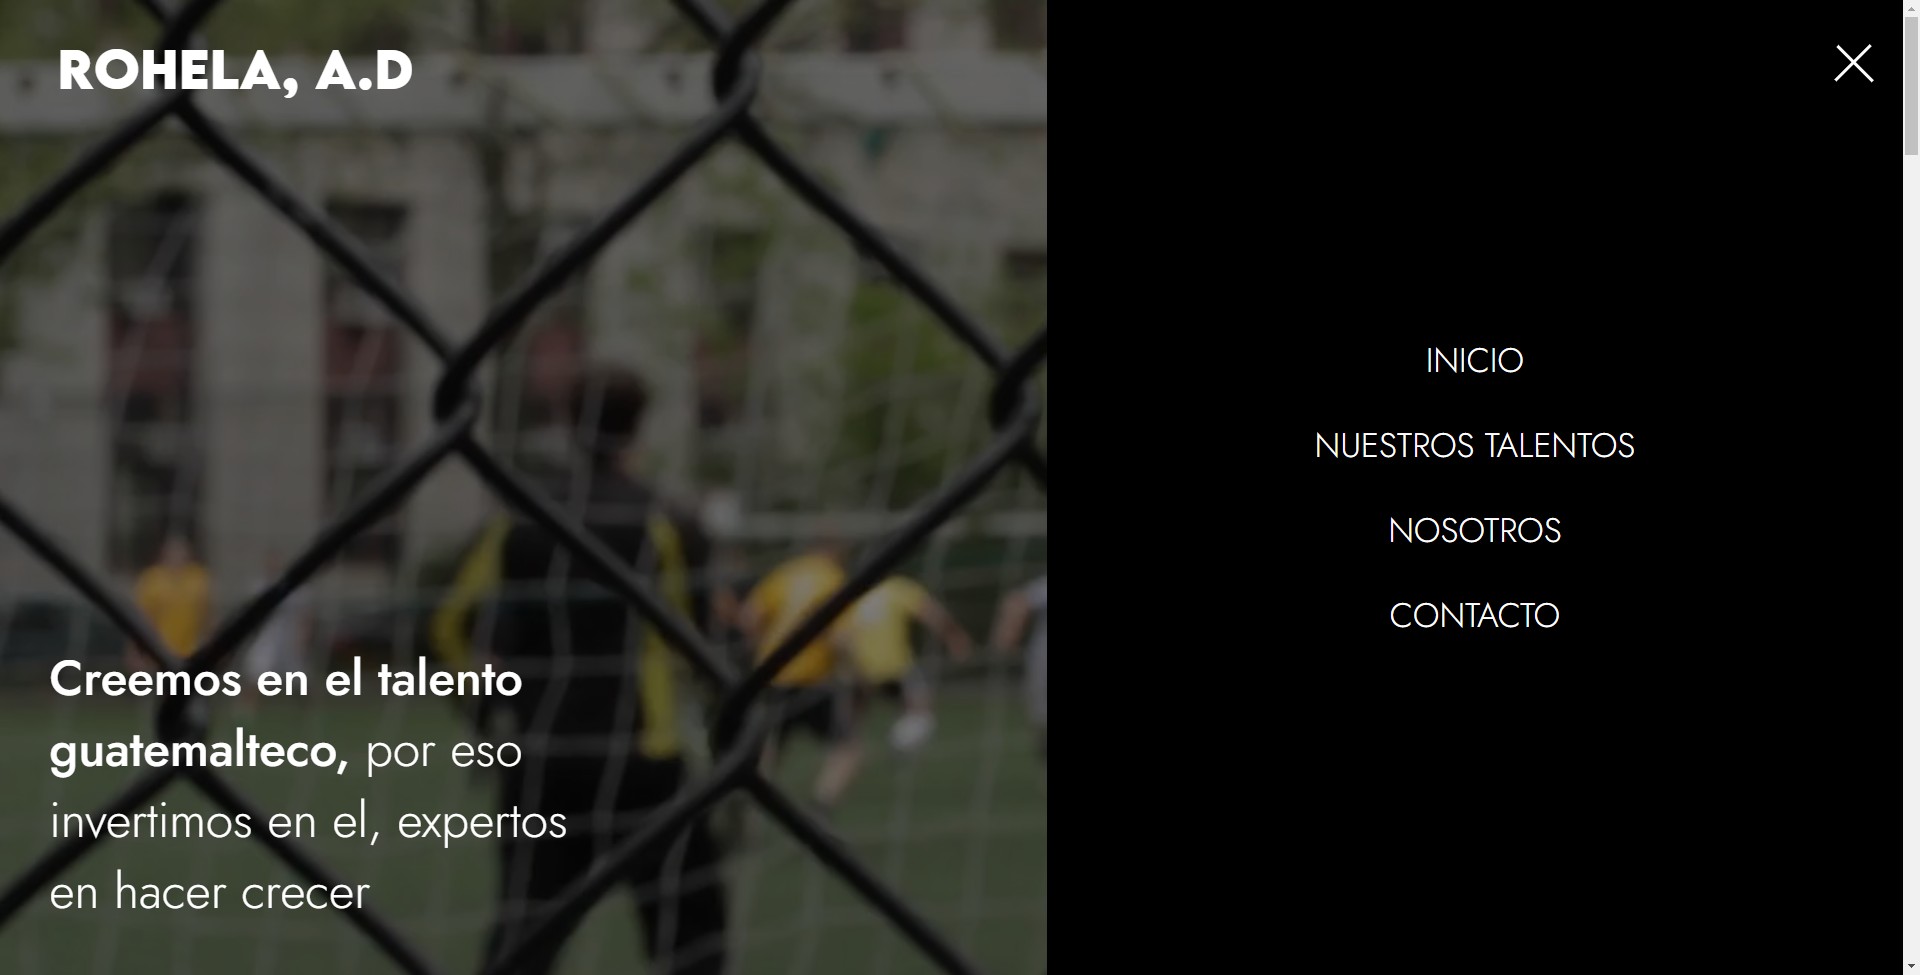 ROHELA, A.D
Creemos en el talento
guatemalteco, por eso
invertimos en el, expertos
en hacer crecer
INICIO
NUESTROS TALENTOS
NOSOTROS
CONTACTO